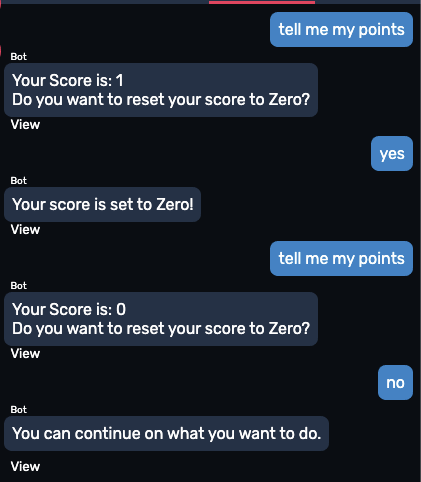 tell me my points
Bot
Your Score is: 1
Do you want to reset your score to Zero?
View
yes
Bot
Your score is set to Zero!
View
tell me my points
Bot
Your Score is: 0
Do you want to reset your score to Zero?
View
no
Bot
You can continue on what you want to do.
View